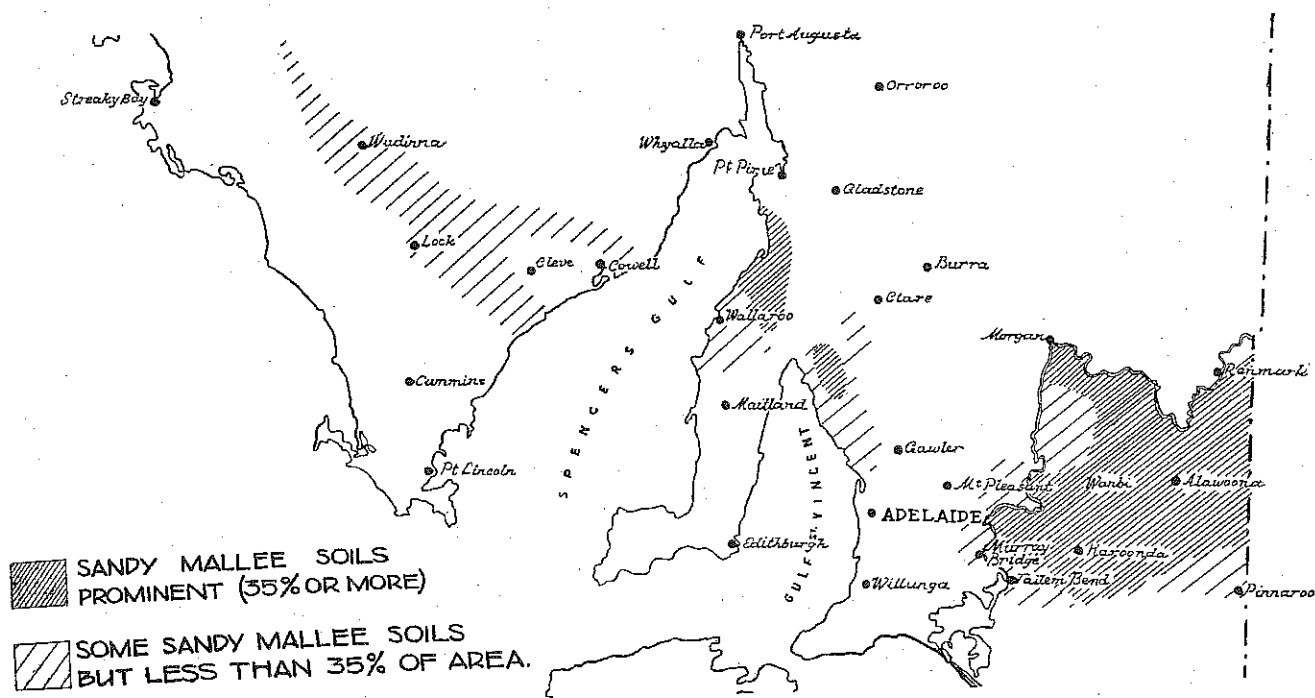 Port Augusta
Orroroo
Streaky Bay
Wudinna
Whyalla
Pt Pirie
Gladstone
Lock
Cleve
Cowell
Burra
Clare
Wallaroo
Morgan
Renmark
Cummins
Maitland
SPENCERS GULF
Gawler
Pt Lincoln
Mt Pleasant
Wanbi
Alawoona
GULF ST. VINCENT
ADELAIDE
Edithburgh
Murray
Bridge
Karoonda
Willunga
Tailem Bend
Pinnaroo
SANDY MALLEE SOILS
PROMINENT (35% OR MORE)
SOME SANDY MALLEE SOILS
BUT LESS THAN 35% OF AREA.